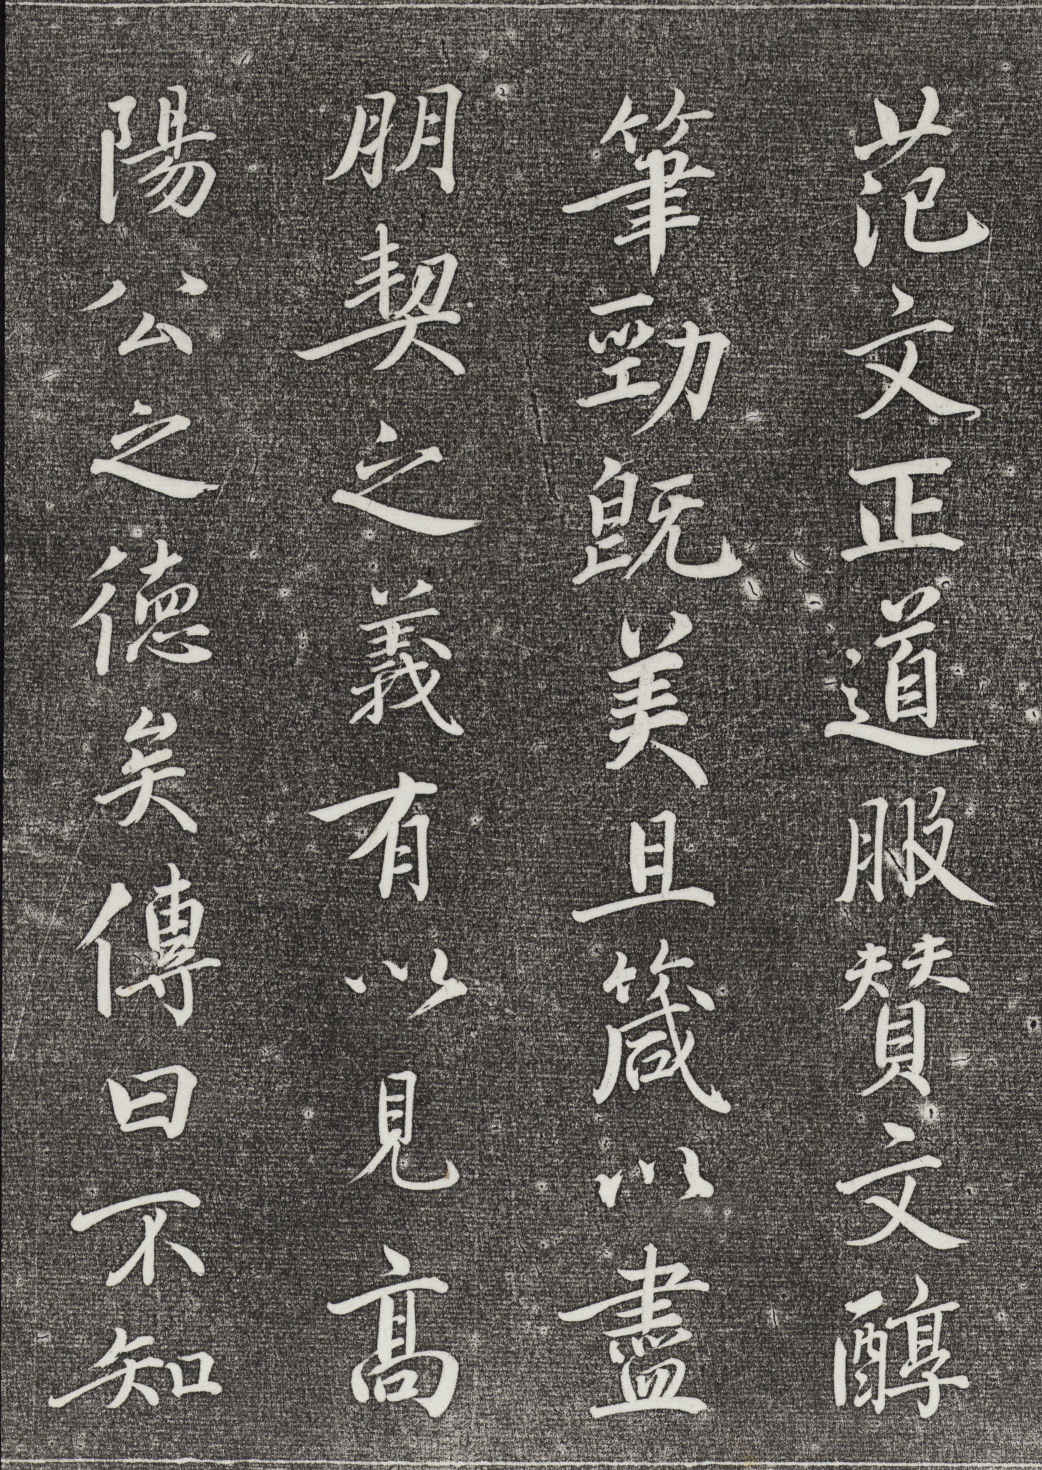 范文正道服贊文醇
筆勁既美且箴以盡
朋契之義有以見高
陽公之德矣傳曰不知